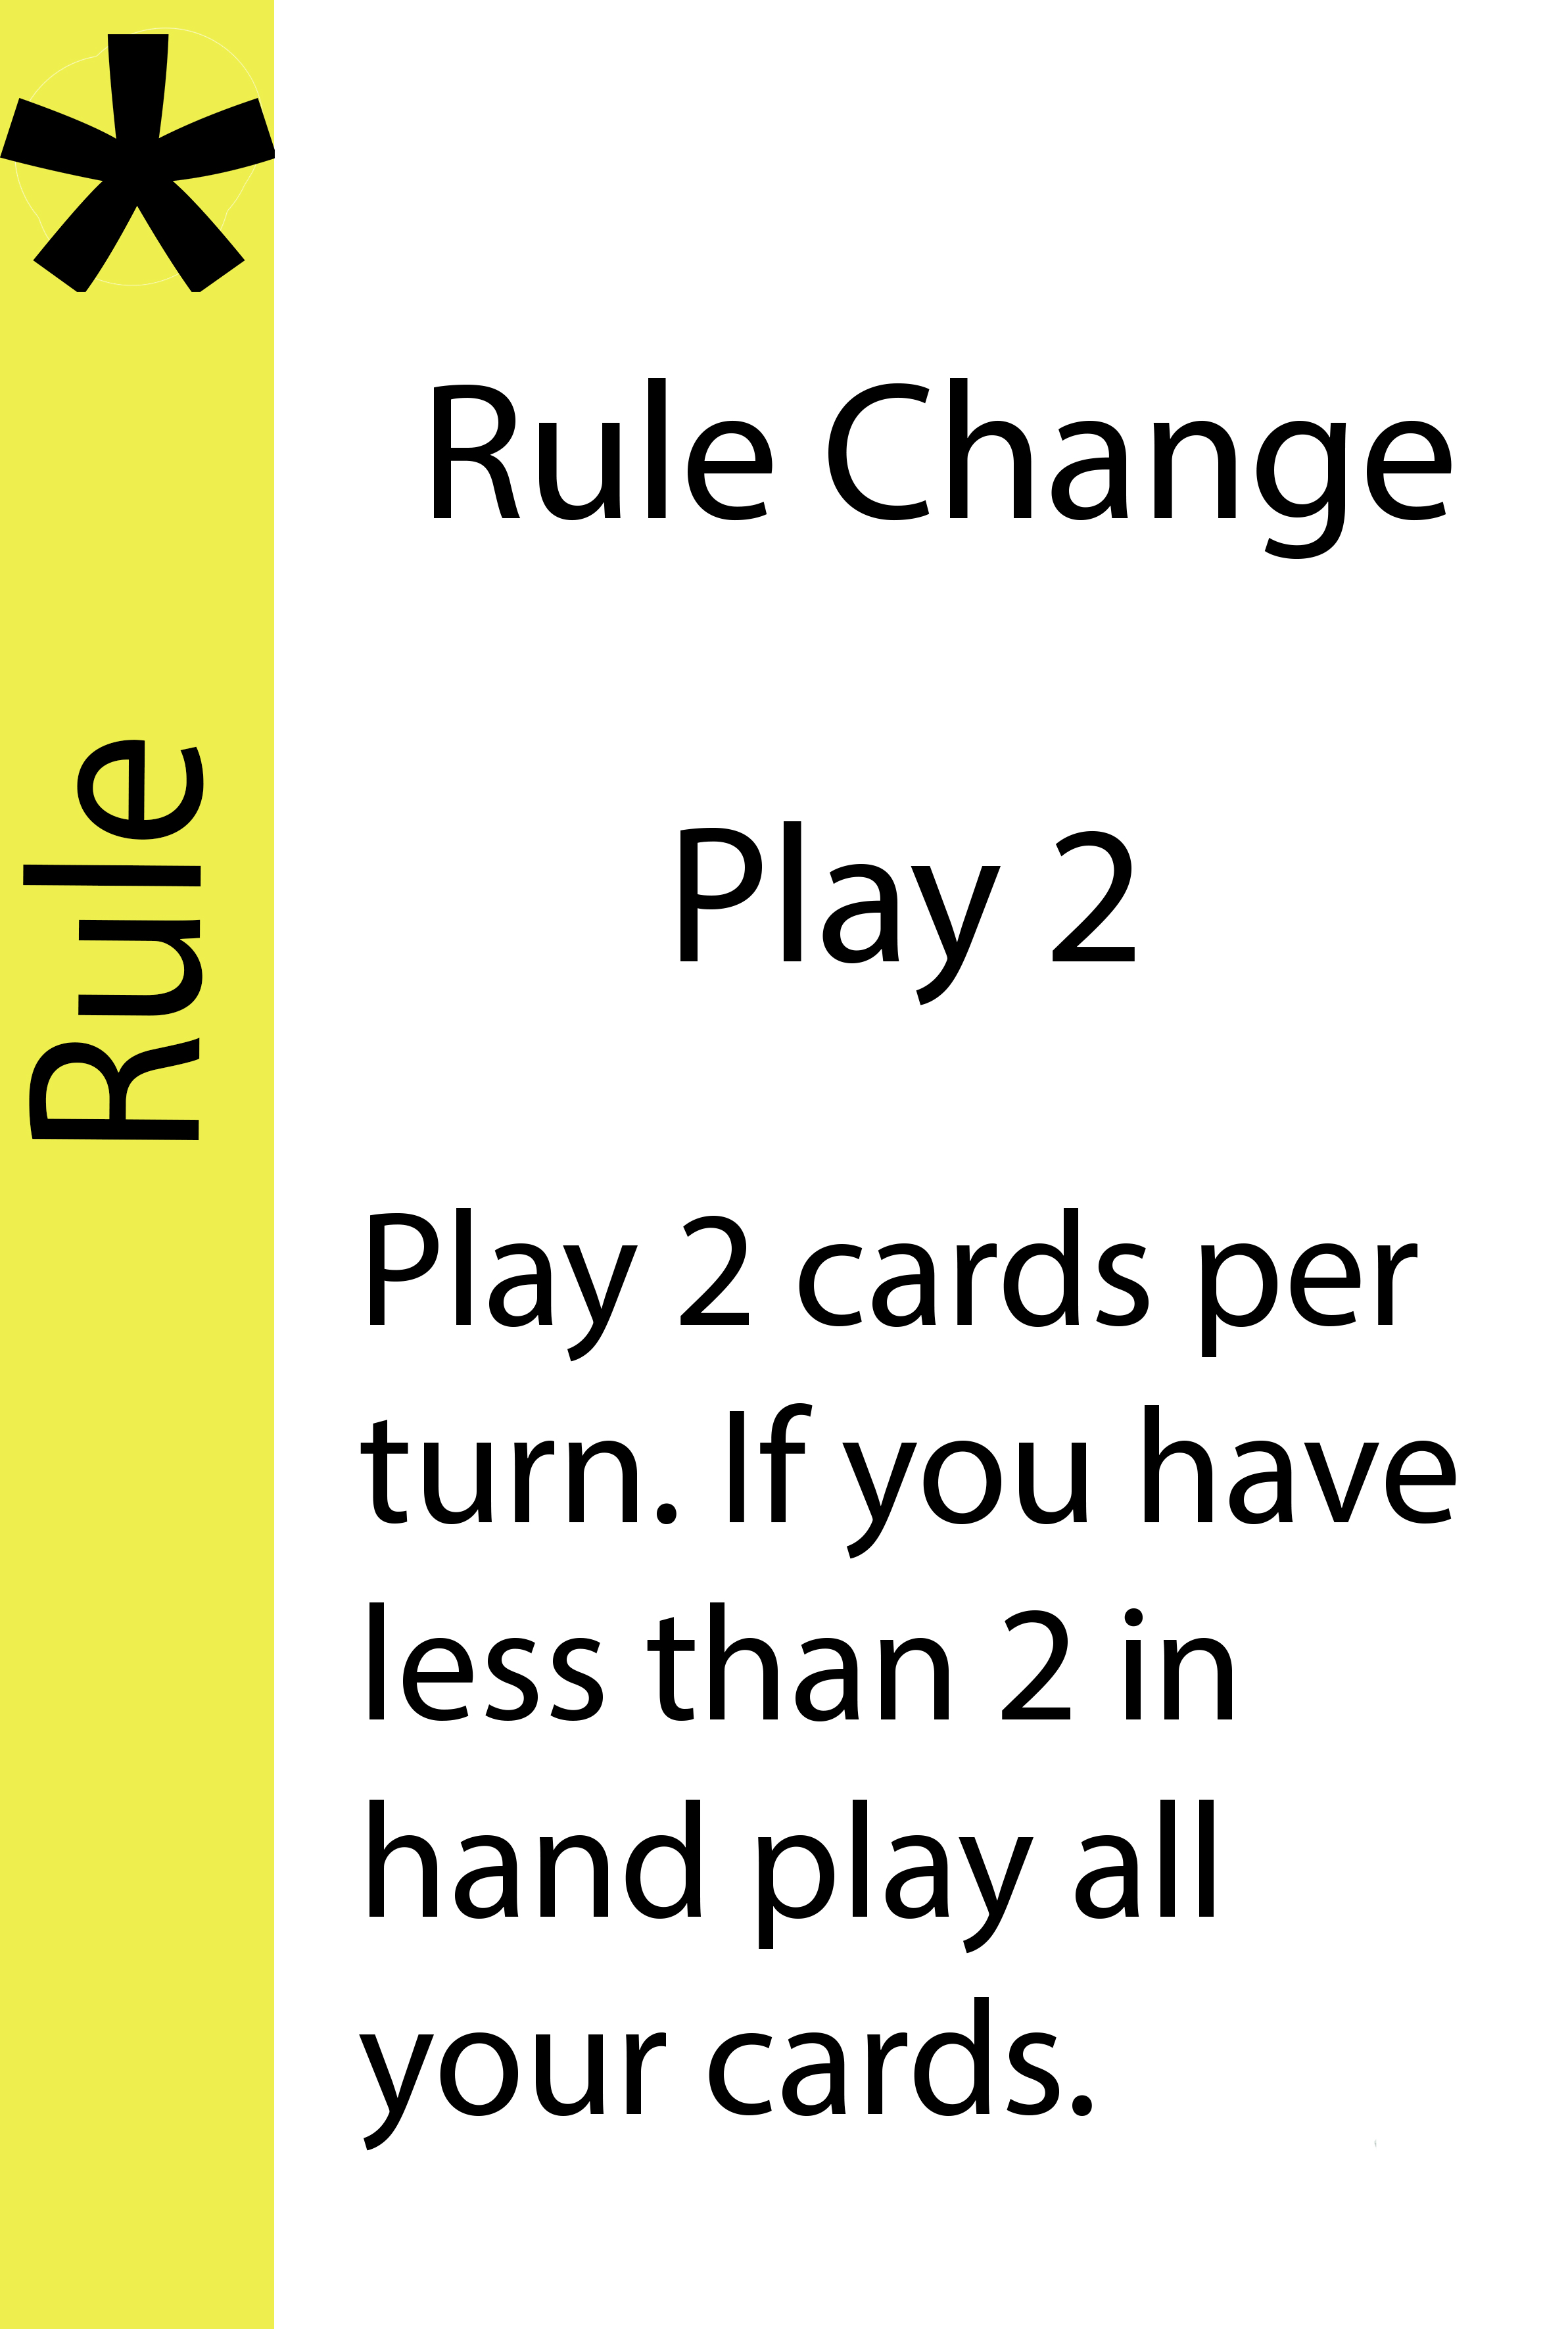 *
Rule
Rule Change
Play 2
Play 2 cards per
turn. If you have
less than 2 in
hand play all
your cards.